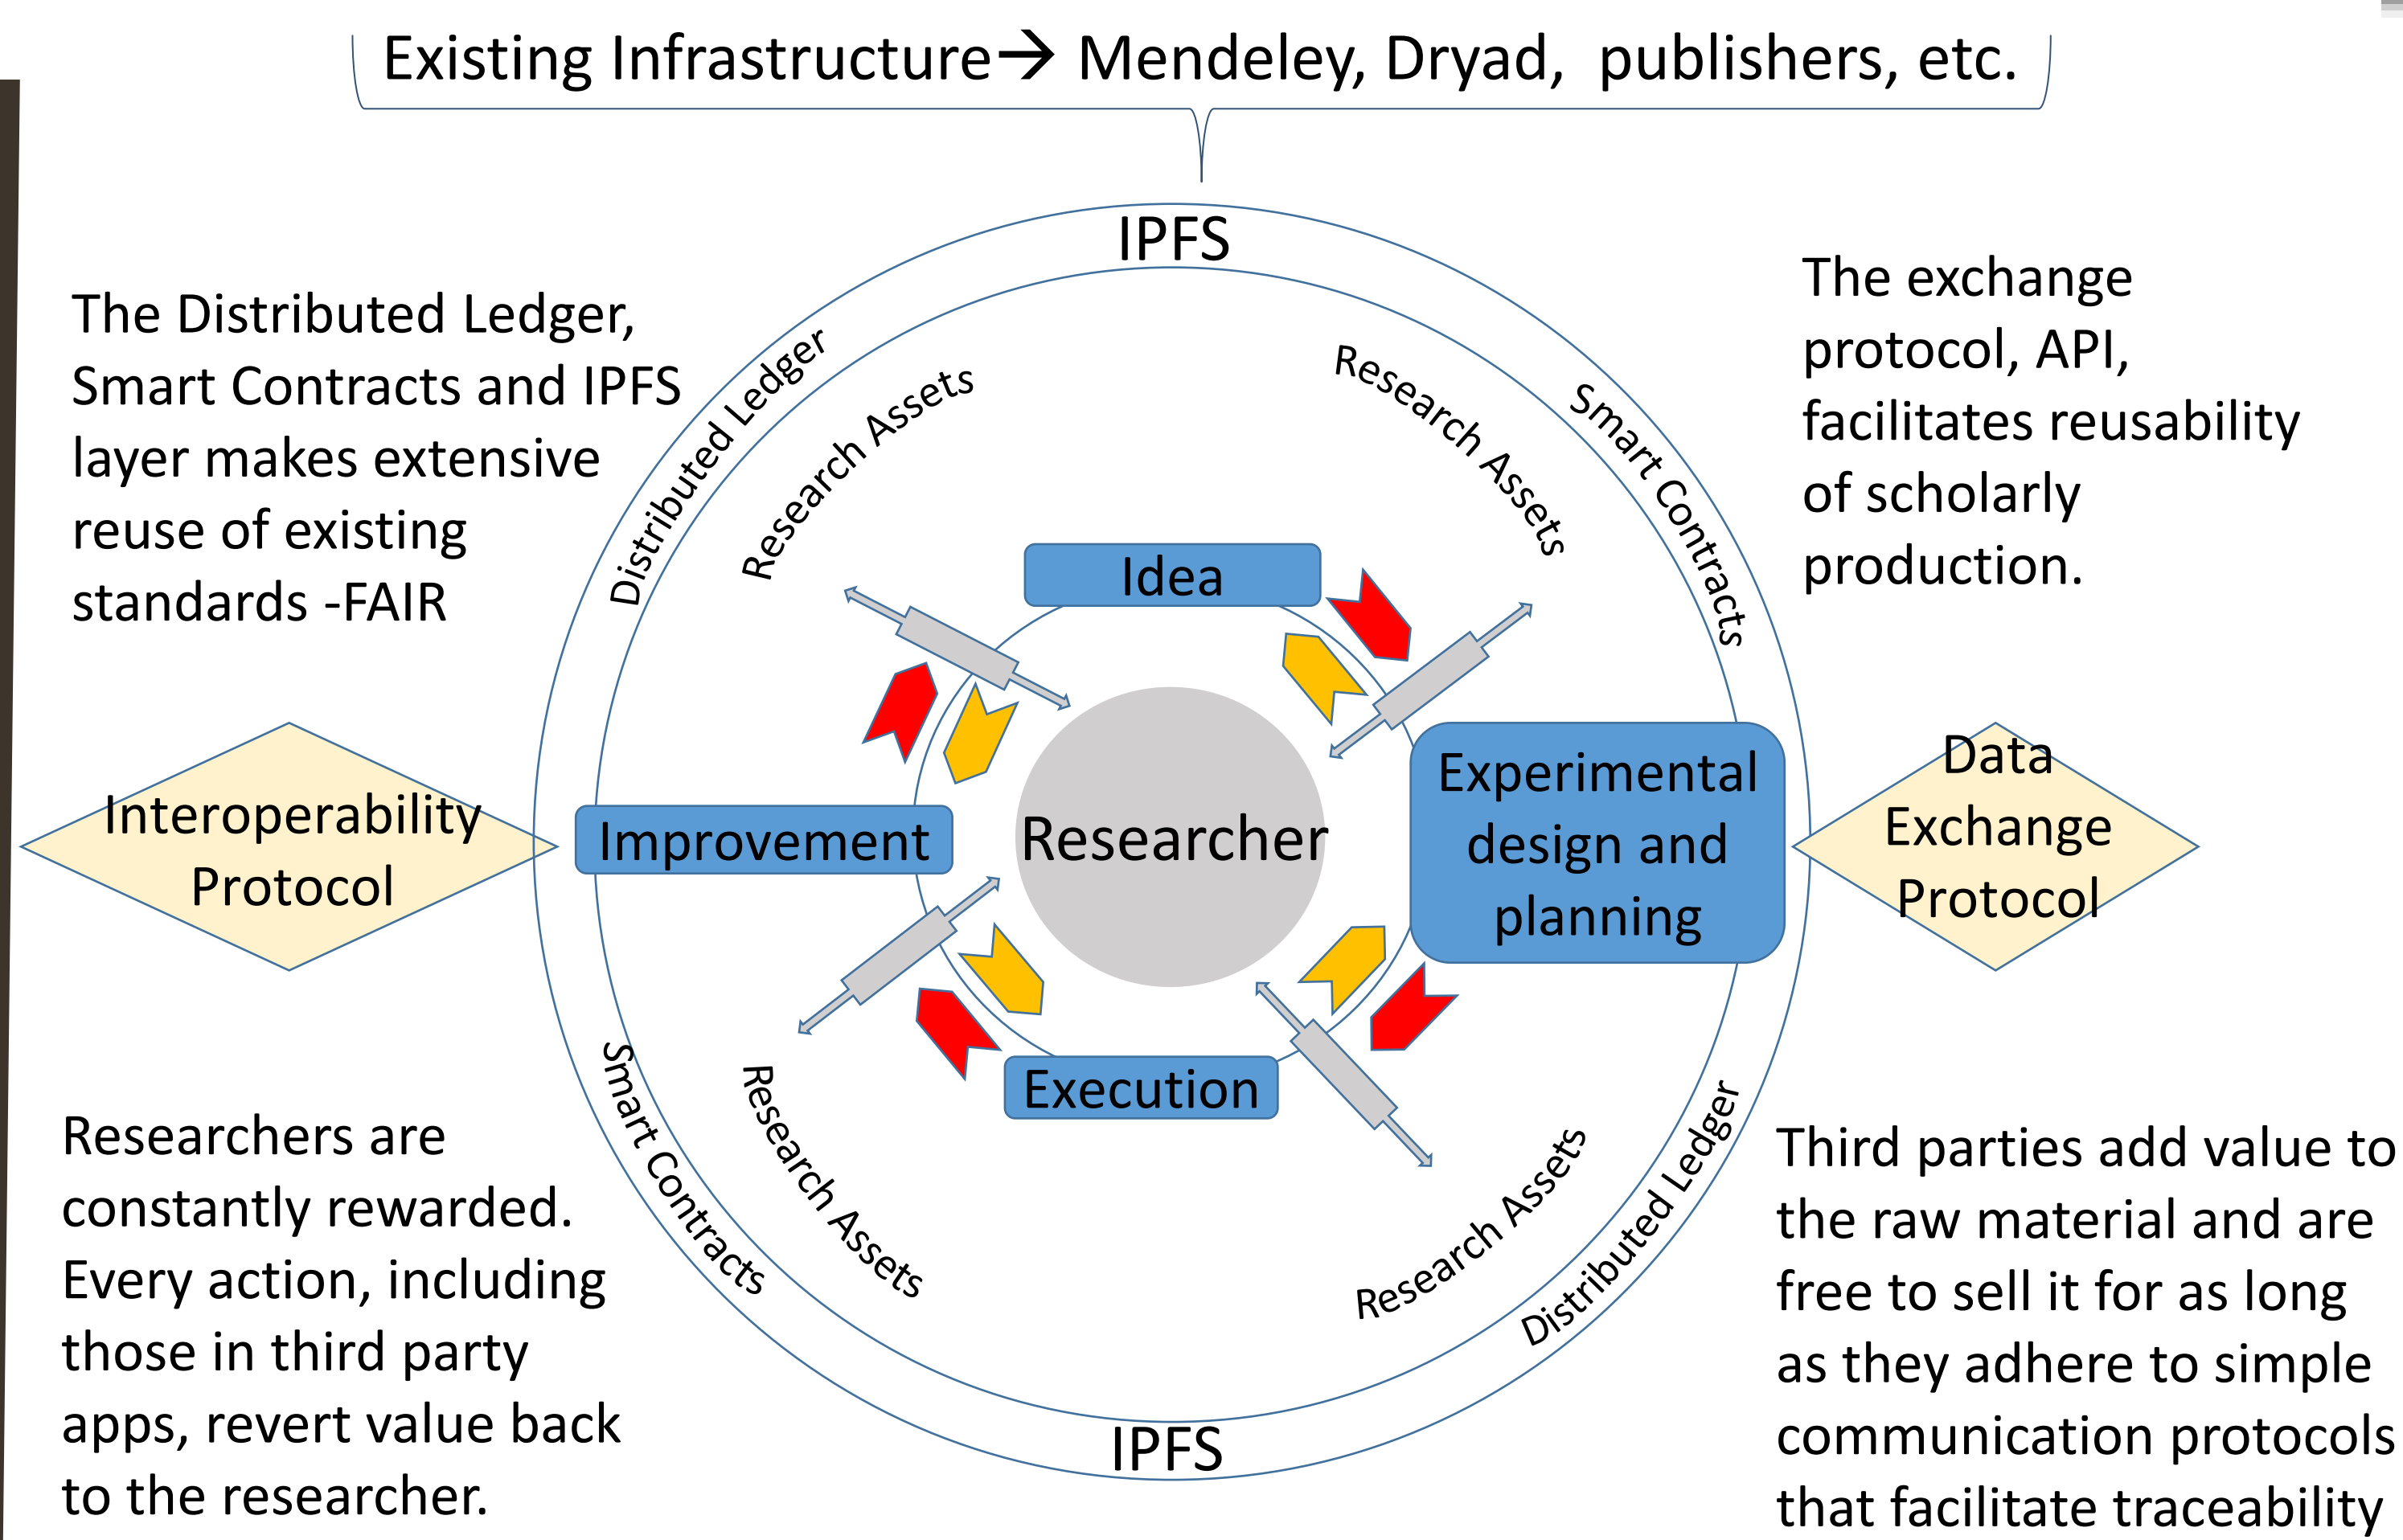 Existing Infrastructure→ Mendeley, Dryad, publishers, etc.
IPFS
The Distributed Ledger,
Smart Contracts and IPFS
layer makes extensive
reuse of existing
standards -FAIR
Distributed Ledger
Research Assets
Research Assets
Smart Contracts
The exchange
protocol, API,
facilitates reusability
of scholarly
production.
Idea
Interoperability
Protocol
Improvement
Researcher
Experimental
design and
planning
Data
Exchange
Protocol
Execution
Smart Contracts
Research Assets
Research Assets
Distributed Ledger
IPFS
Researchers are
constantly rewarded.
Every action, including
those in third party
apps, revert value back
to the researcher.
Third parties add value to
the raw material and are
free to sell it for as long
as they adhere to simple
communication protocols
that facilitate traceability